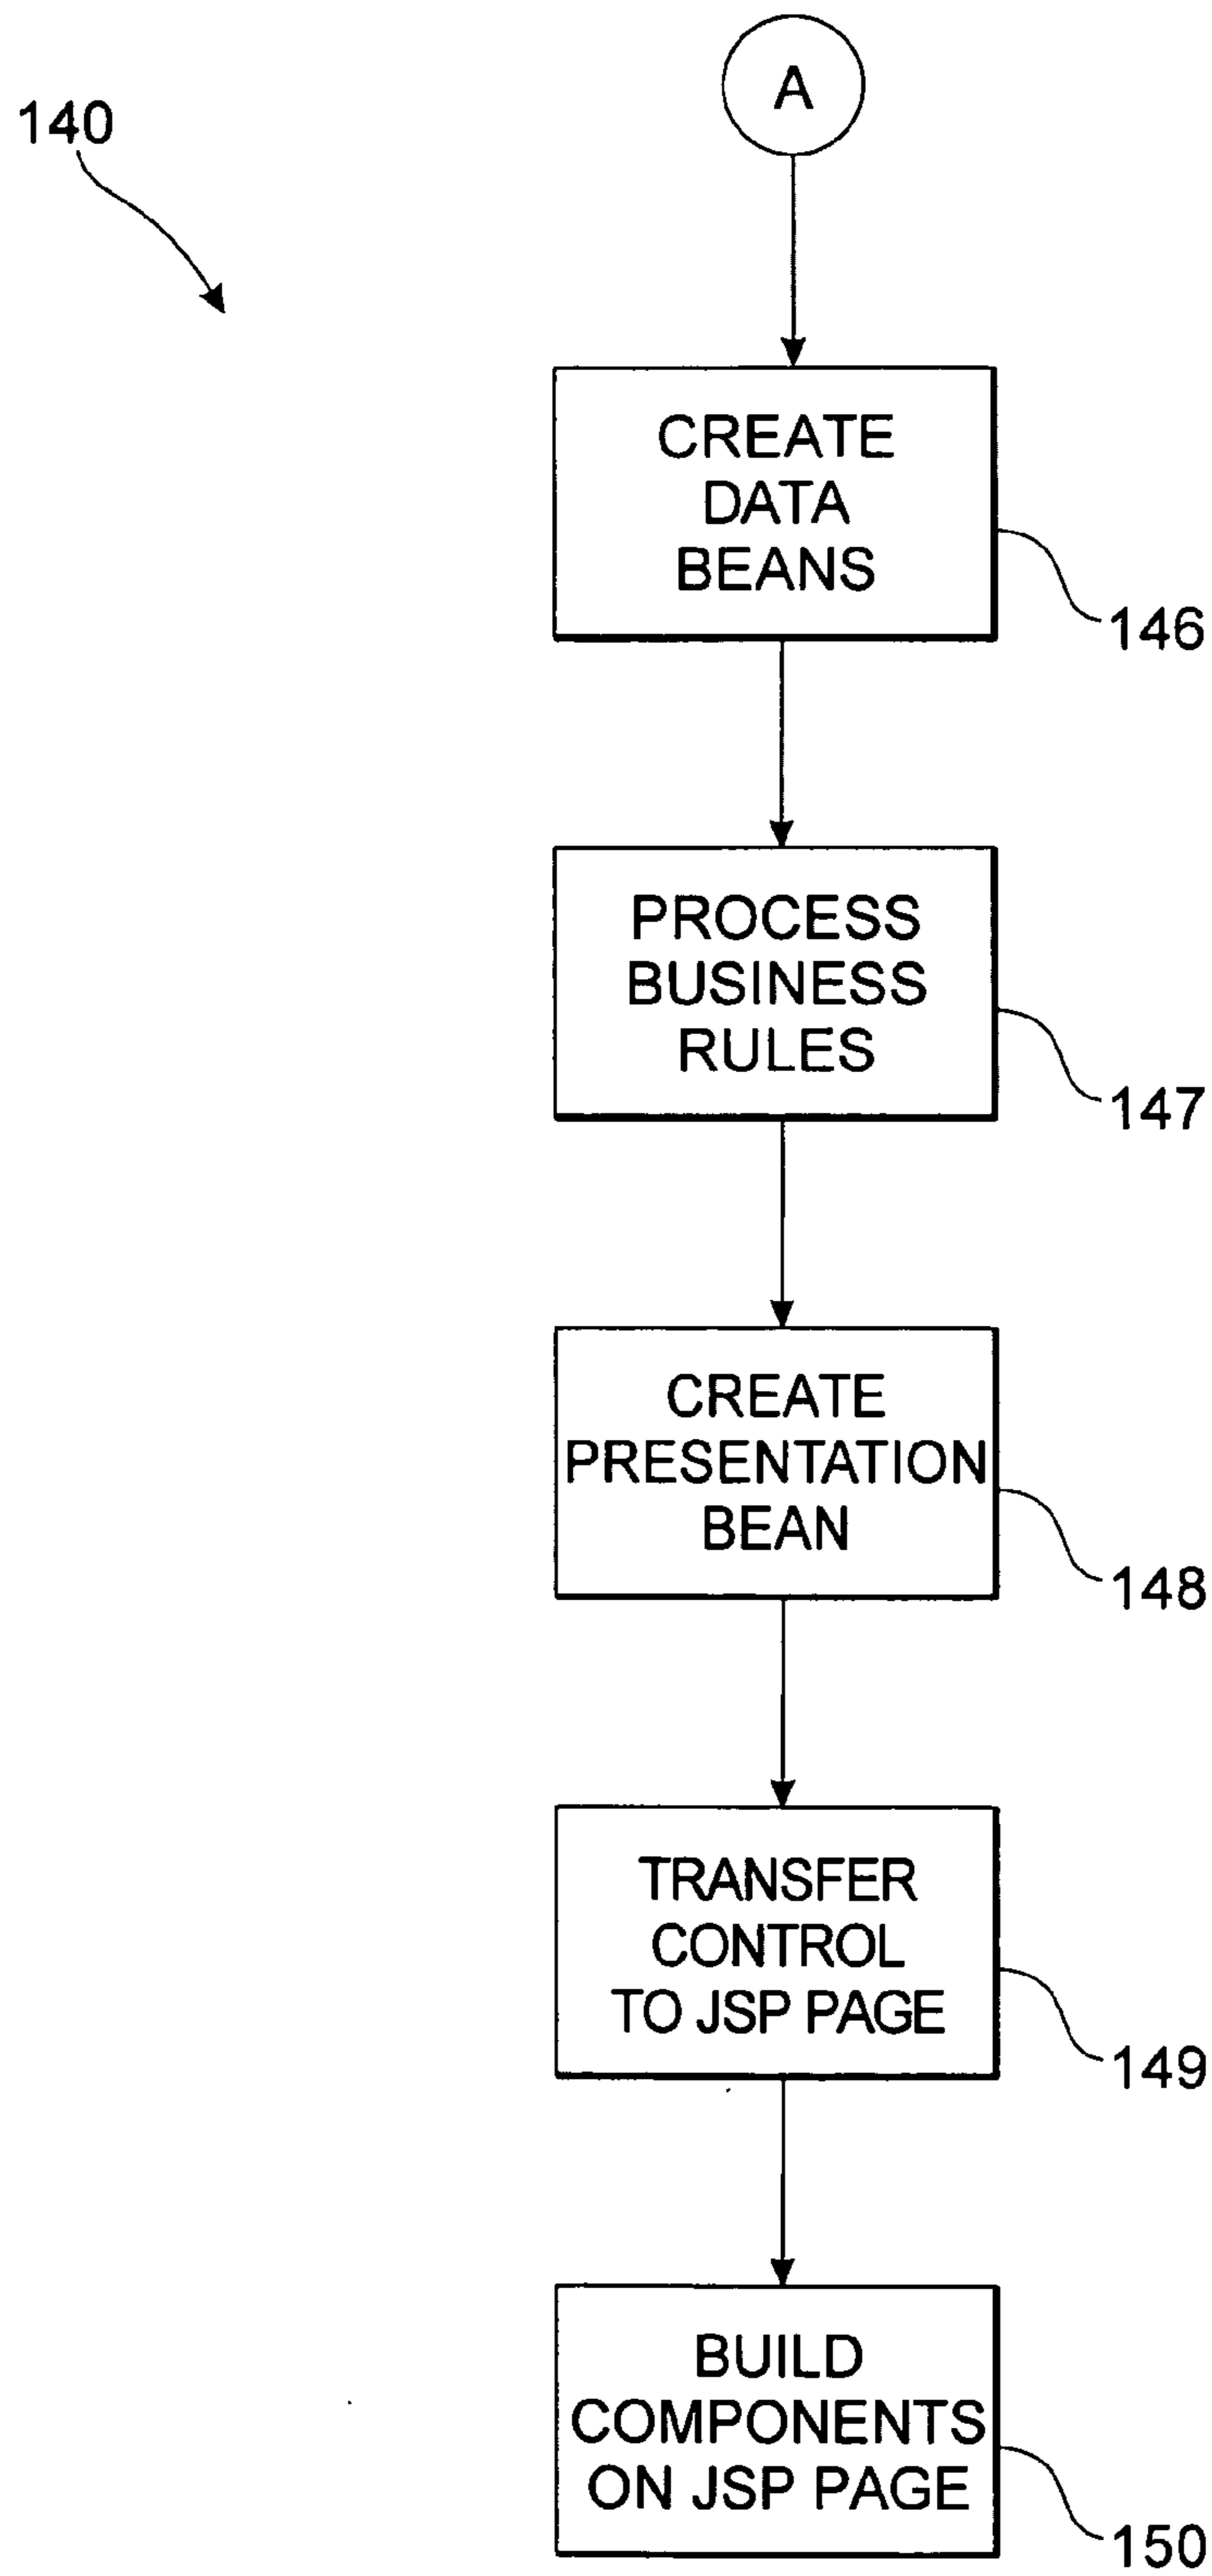 A
140
CREATE
DATA
BEANS
146
PROCESS
BUSINESS
RULES
147
CREATE
PRESENTATION
BEAN
148
TRANSFER
CONTROL
TO JSP PAGE
149
BUILD
COMPONENTS
ON JSP PAGE
150